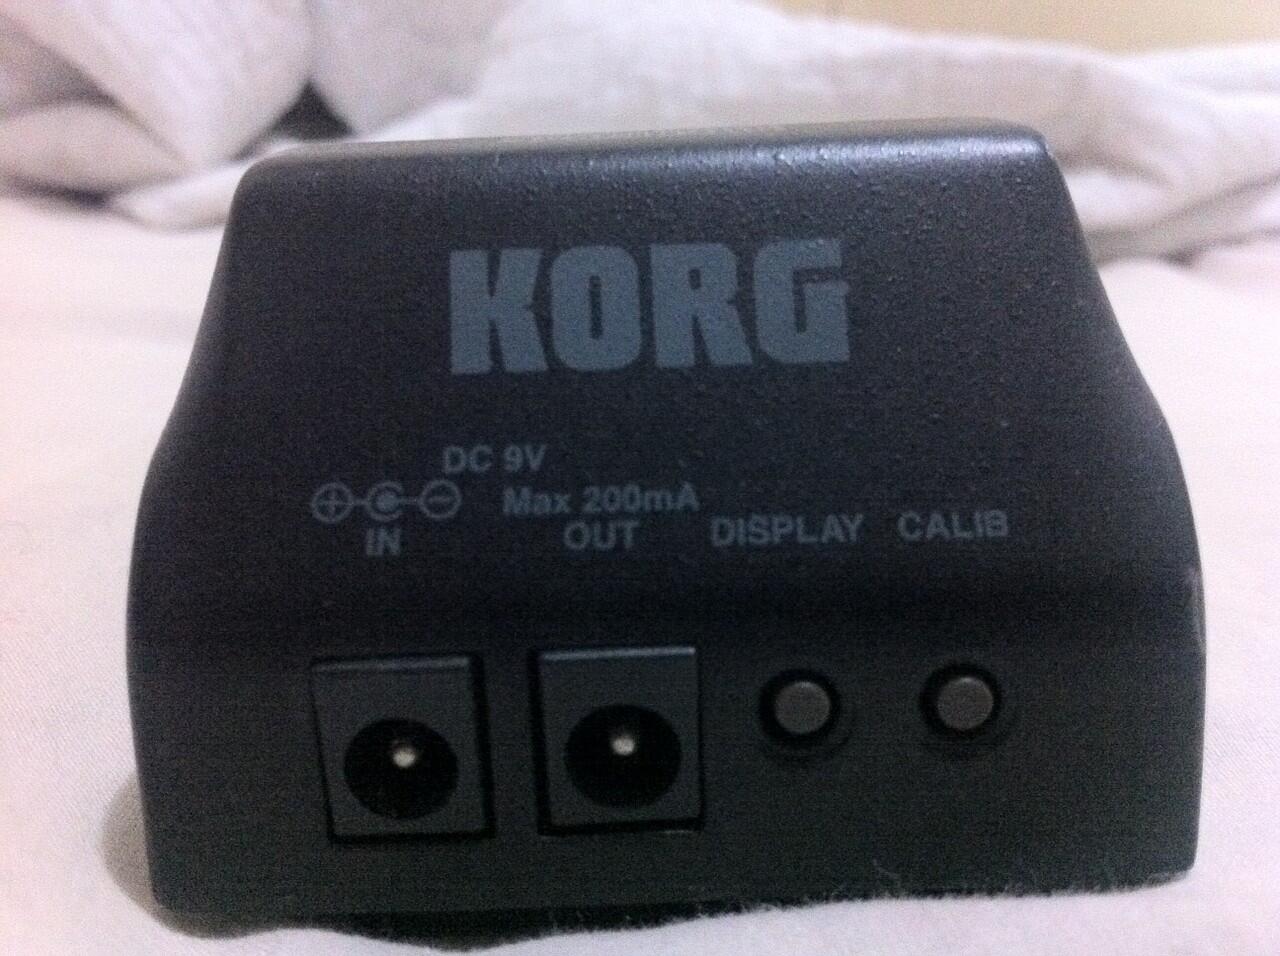 KORG
DC 9V
Max 200mA
IN OUT DISPLAY CALIB